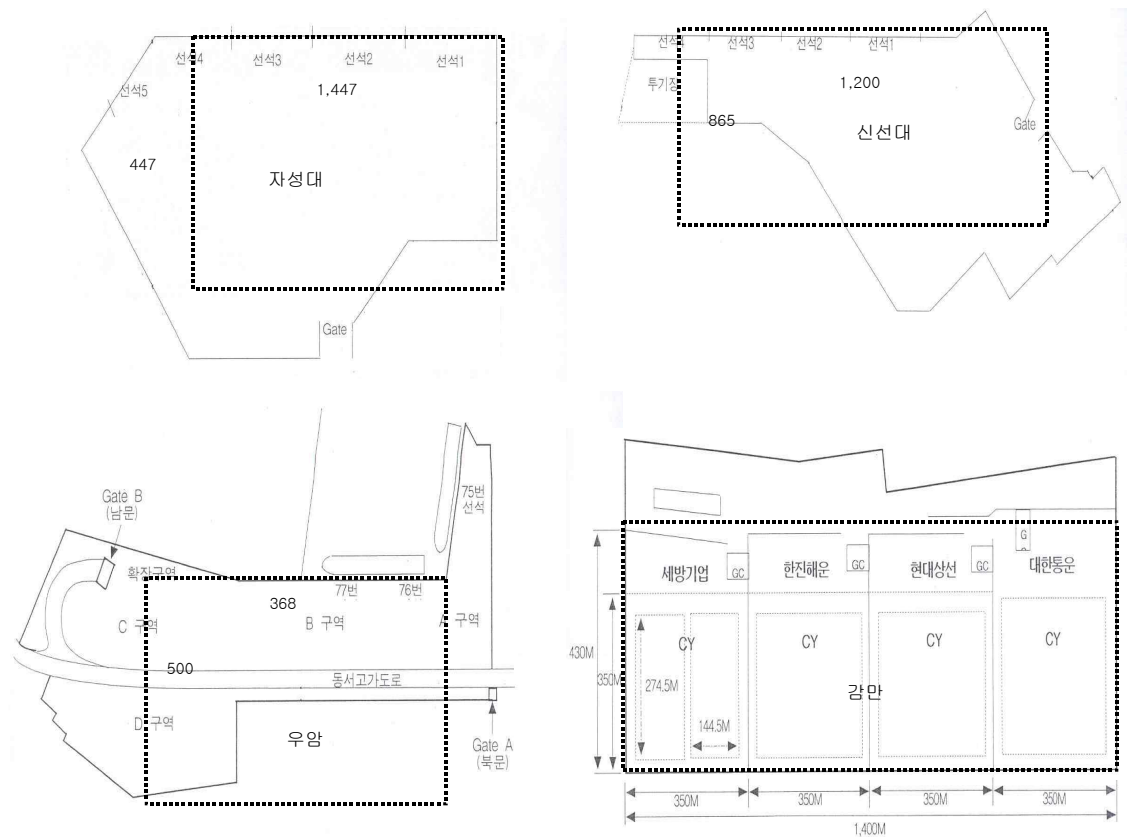 선석4 선석3 선석2 선석1
선석5
1,447
447
자성대
Gate
선석4 선석3 선석2 선석1
투기장
1,200
865
신선대
Gate
Gate B
(남문)
75번
선석
확장구역
77번 76번
368
C 구역
B 구역
A 구역
500
동서고가도로
D 구역
우암
Gate A
(북문)
G
세방기업
GC
한진해운
GC
현대상선
GC
대한통운
CY
CY
CY
CY
430M
350M
274.5M
144.5M
감만
350M 350M 350M 350M
1,400M